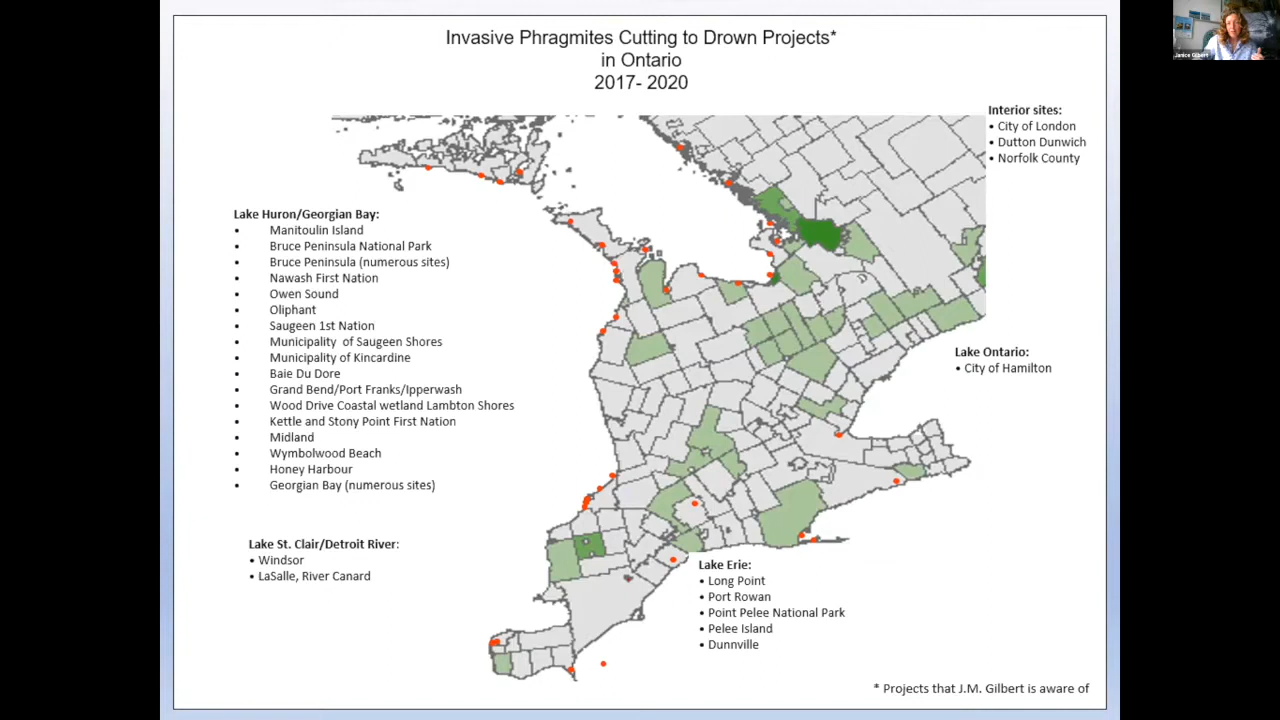 Invasive Phragmites Cutting to Drown Projects*
in Ontario
2017- 2020
Janice Gilbert
Interior sites:
• City of London
• Dutton Dunwich
• Norfolk County
Lake Huron/Georgian Bay:
▪ Manitoulin Island
▪ Bruce Peninsula National Park
▪ Bruce Peninsula (numerous sites)
▪ Nawash First Nation
▪ Owen Sound
▪ Oliphant
▪ Saugeen 1st Nation
▪ Municipality of Saugeen Shores
▪ Municipality of Kincardine
▪ Baie Du Dore
▪ Grand Bend/Port Franks/Ipperwash
▪ Wood Drive Coastal wetland Lambton Shores
▪ Kettle and Stony Point First Nation
▪ Midland
▪ Wymbolwood Beach
▪ Honey Harbour
▪ Georgian Bay (numerous sites)
Lake Ontario:
• City of Hamilton
Lake St. Clair/Detroit River:
• Windsor
• LaSalle, River Canard
Lake Erie:
• Long Point
• Port Rowan
• Point Pelee National Park
• Pelee Island
• Dunnville
* Projects that J.M. Gilbert is aware of